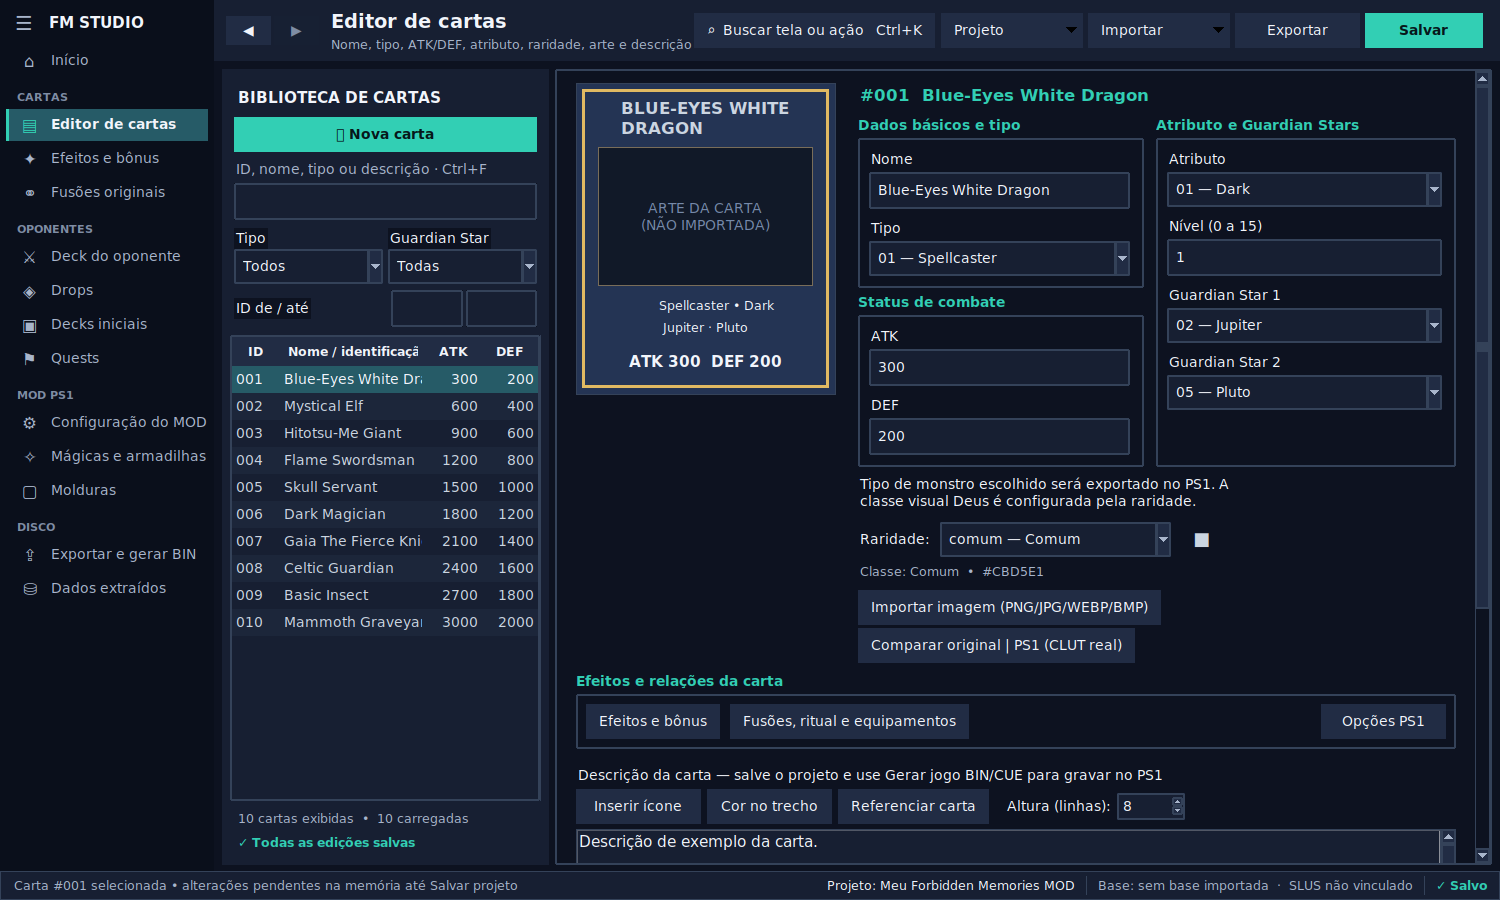 FM STUDIO
Início
CARTAS
Editor de cartas
Efeitos e bônus
Fusões originais
OPONENTES
Deck do oponente
Drops
Decks iniciais
Quests
MOD PS1
Configuração do MOD
Mágicas e armadilhas
Molduras
DISCO
Exportar e gerar BIN
Dados extraídos
Editor de cartas
Nome, tipo, ATK/DEF, atributo, raridade, arte e descrição
Buscar tela ou ação Ctrl+K
Projeto
Importar
Exportar
Salvar
BIBLIOTECA DE CARTAS
Nova carta
ID, nome, tipo ou descrição · Ctrl+F
Tipo Guardian Star
Todos Todas
ID de / até
ID Nome / identificaçã ATK DEF
001 Blue-Eyes White Dra 300 200
002 Mystical Elf 600 400
003 Hitotsu-Me Giant 900 600
004 Flame Swordsman 1200 800
005 Skull Servant 1500 1000
006 Dark Magician 1800 1200
007 Gaia The Fierce Kni 2100 1400
008 Celtic Guardian 2400 1600
009 Basic Insect 2700 1800
010 Mammoth Graveyar 3000 2000
10 cartas exibidas • 10 carregadas
✓ Todas as edições salvas
BLUE-EYES WHITE
DRAGON
ARTE DA CARTA
(NÃO IMPORTADA)
Spellcaster • Dark
Jupiter · Pluto
ATK 300 DEF 200
#001 Blue-Eyes White Dragon
Dados básicos e tipo
Nome
Blue-Eyes White Dragon
Tipo
01 — Spellcaster
Status de combate
ATK
300
DEF
200
Atributo e Guardian Stars
Atributo
01 — Dark
Nível (0 a 15)
1
Guardian Star 1
02 — Jupiter
Guardian Star 2
05 — Pluto
Tipo de monstro escolhido será exportado no PS1. A
classe visual Deus é configurada pela raridade.
Raridade: comum — Comum
Classe: Comum • #CBD5E1
Importar imagem (PNG/JPG/WEBP/BMP)
Comparar original | PS1 (CLUT real)
Efeitos e relações da carta
Efeitos e bônus Fusões, ritual e equipamentos Opções PS1
Descrição da carta — salve o projeto e use Gerar jogo BIN/CUE para gravar no PS1
Inserir ícone Cor no trecho Referenciar carta Altura (linhas): 8
Descrição de exemplo da carta.
Carta #001 selecionada • alterações pendentes na memória até Salvar projeto
Projeto: Meu Forbidden Memories MOD
Base: sem base importada · SLUS não vinculado
✓ Salvo